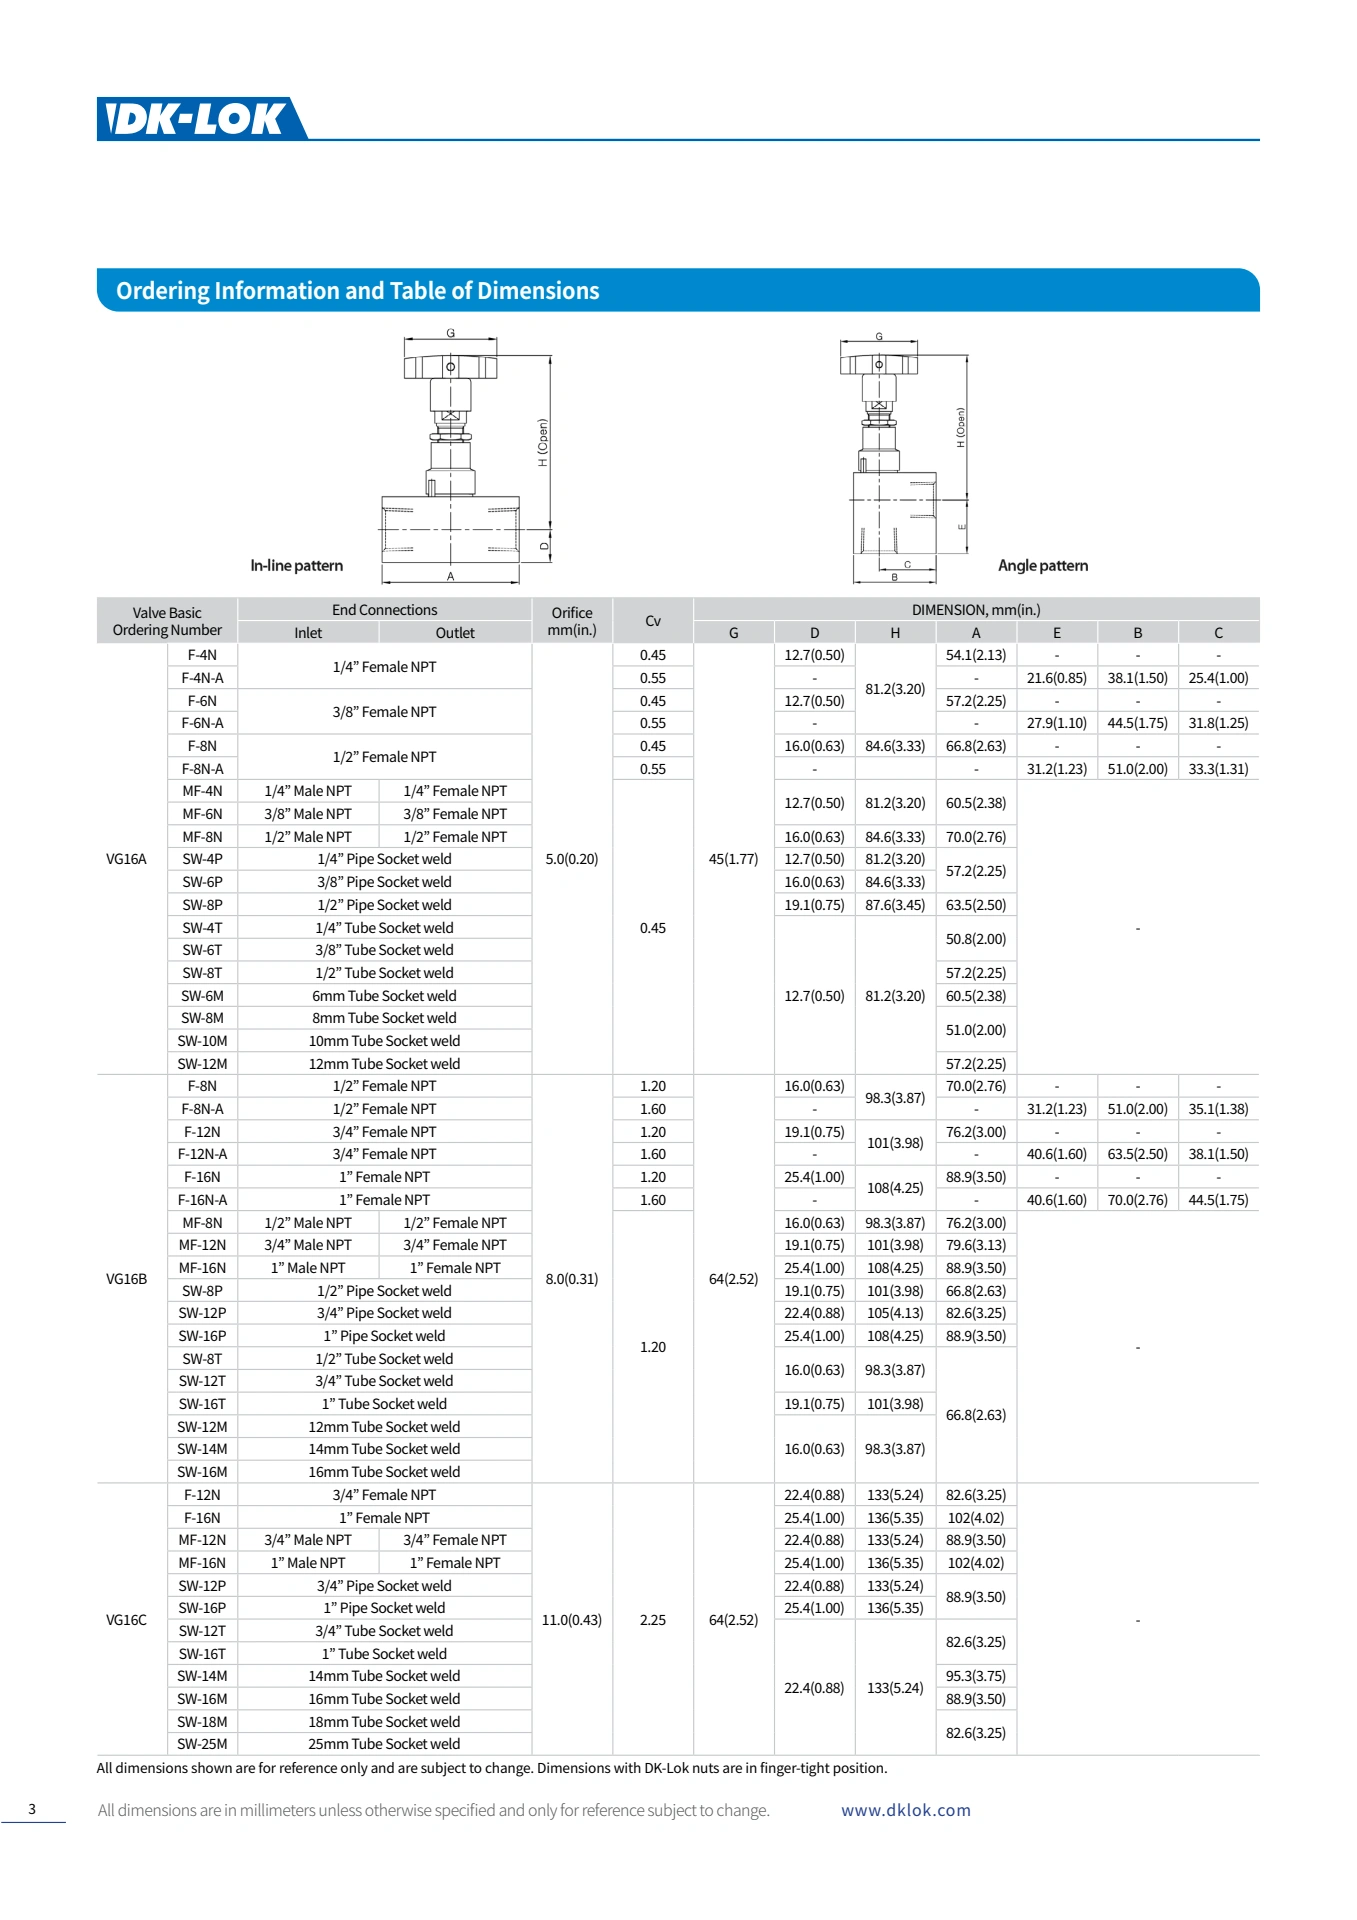 DK-LOK
Ordering Information and Table of Dimensions
G
H (Open)
D
A
In-line pattern
G
H (Open)
E
C
B
Angle pattern
Valve Basic Ordering Number End Connections Orifice mm(in.) Cv DIMENSION, mm(in.)
Inlet Outlet G D H A E B C
F-4N 1/4” Female NPT 0.45 12.7(0.50) 81.2(3.20) 54.1(2.13) - - -
F-4N-A 0.55 - - 21.6(0.85) 38.1(1.50) 25.4(1.00)
F-6N 3/8” Female NPT 0.45 12.7(0.50) 57.2(2.25) - - -
F-6N-A 0.55 - - 27.9(1.10) 44.5(1.75) 31.8(1.25)
F-8N 1/2” Female NPT 0.45 16.0(0.63) 84.6(3.33) 66.8(2.63) - - -
F-8N-A 0.55 - - 31.2(1.23) 51.0(2.00) 33.3(1.31)
MF-4N 1/4” Male NPT 1/4” Female NPT 12.7(0.50) 81.2(3.20) 60.5(2.38)
MF-6N 3/8” Male NPT 3/8” Female NPT
MF-8N 1/2” Male NPT 1/2” Female NPT 16.0(0.63) 84.6(3.33) 70.0(2.76)
VG16A SW-4P 1/4” Pipe Socket weld 5.0(0.20) 45(1.77) 12.7(0.50) 81.2(3.20) 57.2(2.25)
SW-6P 3/8” Pipe Socket weld 16.0(0.63) 84.6(3.33)
SW-8P 1/2” Pipe Socket weld 19.1(0.75) 87.6(3.45) 63.5(2.50)
SW-4T 1/4” Tube Socket weld 0.45 50.8(2.00) -
SW-6T 3/8” Tube Socket weld
SW-8T 1/2” Tube Socket weld 57.2(2.25)
SW-6M 6mm Tube Socket weld 12.7(0.50) 81.2(3.20) 60.5(2.38)
SW-8M 8mm Tube Socket weld 51.0(2.00)
SW-10M 10mm Tube Socket weld
SW-12M 12mm Tube Socket weld 57.2(2.25)
F-8N 1/2” Female NPT 1.20 16.0(0.63) 98.3(3.87) 70.0(2.76) - - -
F-8N-A 1/2” Female NPT 1.60 - - 31.2(1.23) 51.0(2.00) 35.1(1.38)
F-12N 3/4” Female NPT 1.20 19.1(0.75) 101(3.98) 76.2(3.00) - - -
F-12N-A 3/4” Female NPT 1.60 - - 40.6(1.60) 63.5(2.50) 38.1(1.50)
F-16N 1” Female NPT 1.20 25.4(1.00) 108(4.25) 88.9(3.50) - - -
F-16N-A 1” Female NPT 1.60 - - 40.6(1.60) 70.0(2.76) 44.5(1.75)
MF-8N 1/2” Male NPT 1/2” Female NPT 16.0(0.63) 98.3(3.87) 76.2(3.00)
MF-12N 3/4” Male NPT 3/4” Female NPT 19.1(0.75) 101(3.98) 79.6(3.13)
MF-16N 1” Male NPT 1” Female NPT 25.4(1.00) 108(4.25) 88.9(3.50)
VG16B SW-8P 1/2” Pipe Socket weld 8.0(0.31) 64(2.52) 19.1(0.75) 101(3.98) 66.8(2.63)
SW-12P 3/4” Pipe Socket weld 22.4(0.88) 105(4.13) 82.6(3.25)
SW-16P 1” Pipe Socket weld 1.20 25.4(1.00) 108(4.25) 88.9(3.50) -
SW-8T 1/2” Tube Socket weld 16.0(0.63) 98.3(3.87)
SW-12T 3/4” Tube Socket weld
SW-16T 1” Tube Socket weld 19.1(0.75) 101(3.98) 66.8(2.63)
SW-12M 12mm Tube Socket weld
SW-14M 14mm Tube Socket weld 16.0(0.63) 98.3(3.87)
SW-16M 16mm Tube Socket weld
F-12N 3/4” Female NPT 22.4(0.88) 133(5.24) 82.6(3.25)
F-16N 1” Female NPT 25.4(1.00) 136(5.35) 102(4.02)
MF-12N 3/4” Male NPT 3/4” Female NPT 22.4(0.88) 133(5.24) 88.9(3.50)
MF-16N 1” Male NPT 1” Female NPT 25.4(1.00) 136(5.35) 102(4.02)
SW-12P 3/4” Pipe Socket weld 22.4(0.88) 133(5.24) 88.9(3.50)
SW-16P 1” Pipe Socket weld 25.4(1.00) 136(5.35)
VG16C SW-12T 3/4” Tube Socket weld 11.0(0.43) 2.25 64(2.52) 82.6(3.25) -
SW-16T 1” Tube Socket weld
SW-14M 14mm Tube Socket weld 22.4(0.88) 133(5.24) 95.3(3.75)
SW-16M 16mm Tube Socket weld 88.9(3.50)
SW-18M 18mm Tube Socket weld 82.6(3.25)
SW-25M 25mm Tube Socket weld
All dimensions shown are for reference only and are subject to change. Dimensions with DK-Lok nuts are in finger-tight position.
3 All dimensions are in millimeters unless otherwise specified and only for reference subject to change. www.dklok.com